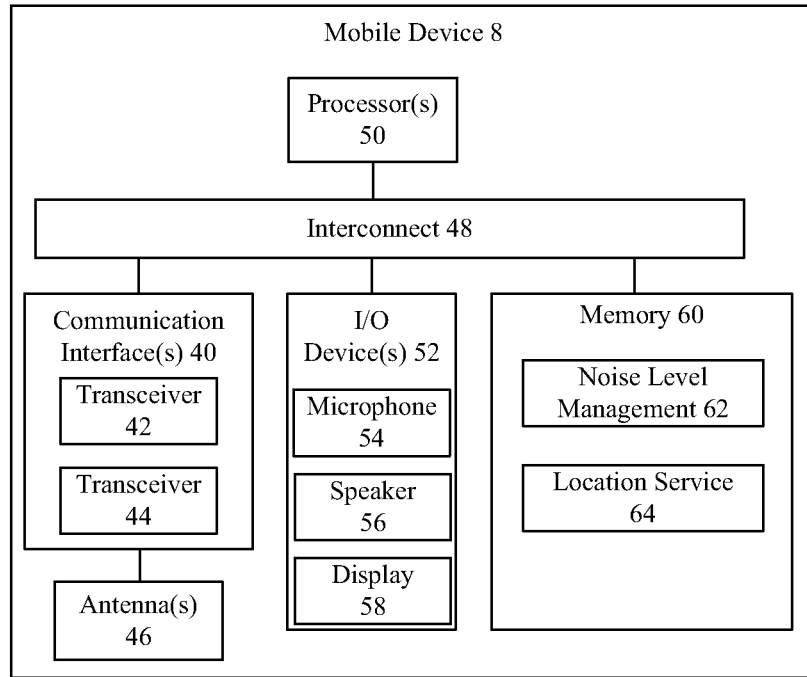 Mobile Device 8
Processor(s)
50
Interconnect 48
Communication
Interface(s) 40
Transceiver
42
Transceiver
44
Antenna(s)
46
I/O
Device(s) 52
Microphone
54
Speaker
56
Display
58
Memory 60
Noise Level
Management 62
Location Service
64